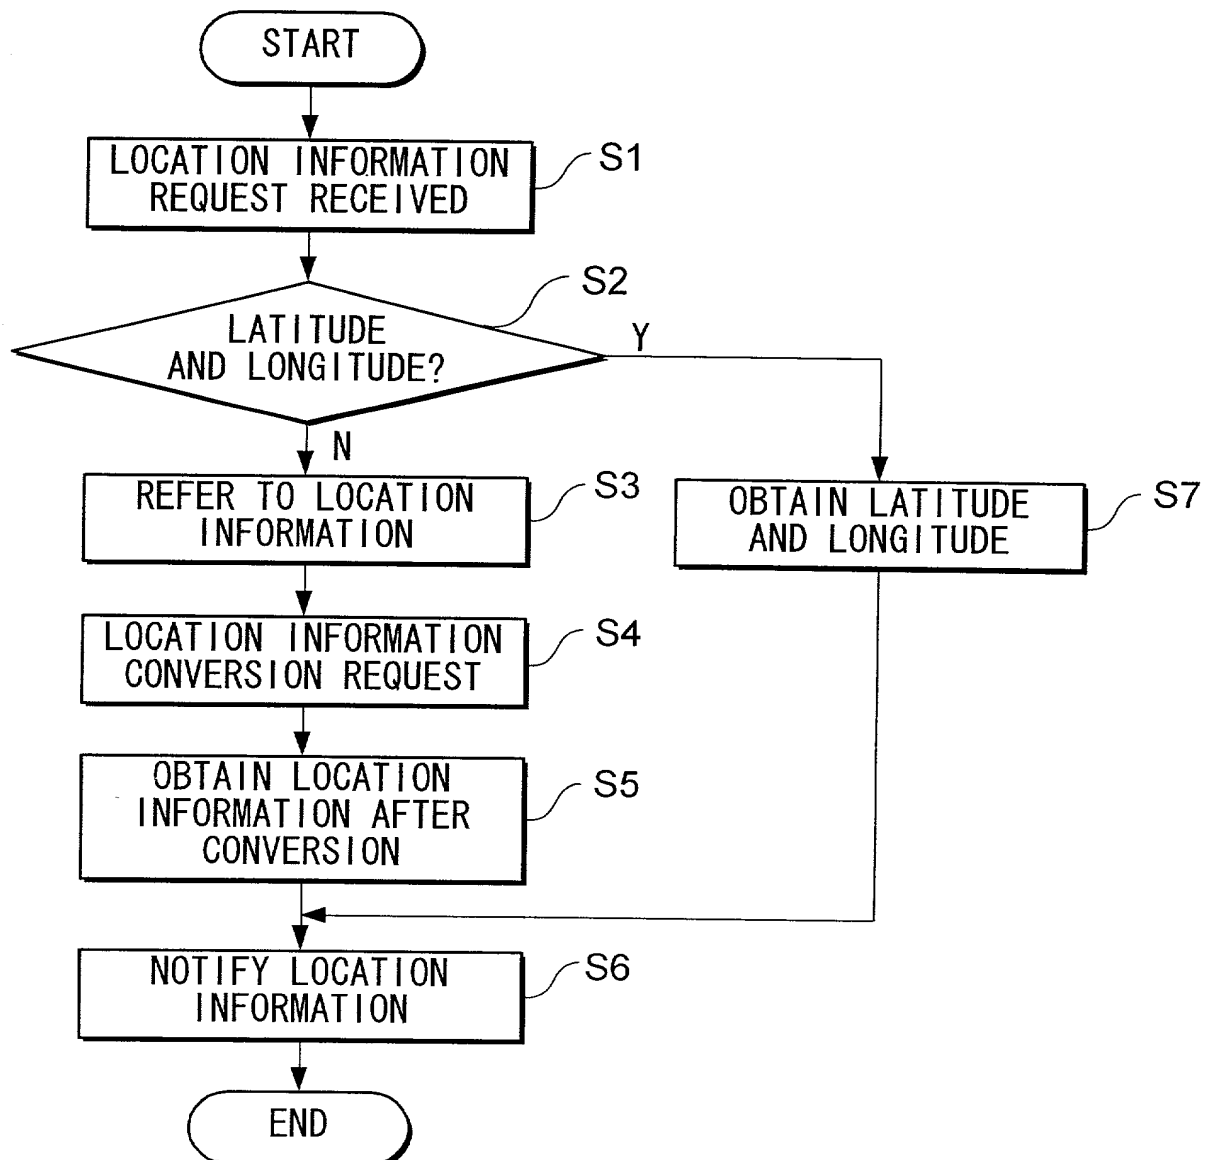 START
LOCATION INFORMATION
REQUEST RECEIVED
S1
LATITUDE
AND LONGITUDE?
S2
Y
N
REFER TO LOCATION
INFORMATION
S3
OBTAIN LATITUDE
AND LONGITUDE
S7
LOCATION INFORMATION
CONVERSION REQUEST
S4
OBTAIN LOCATION
INFORMATION AFTER
CONVERSION
S5
NOTIFY LOCATION
INFORMATION
S6
END